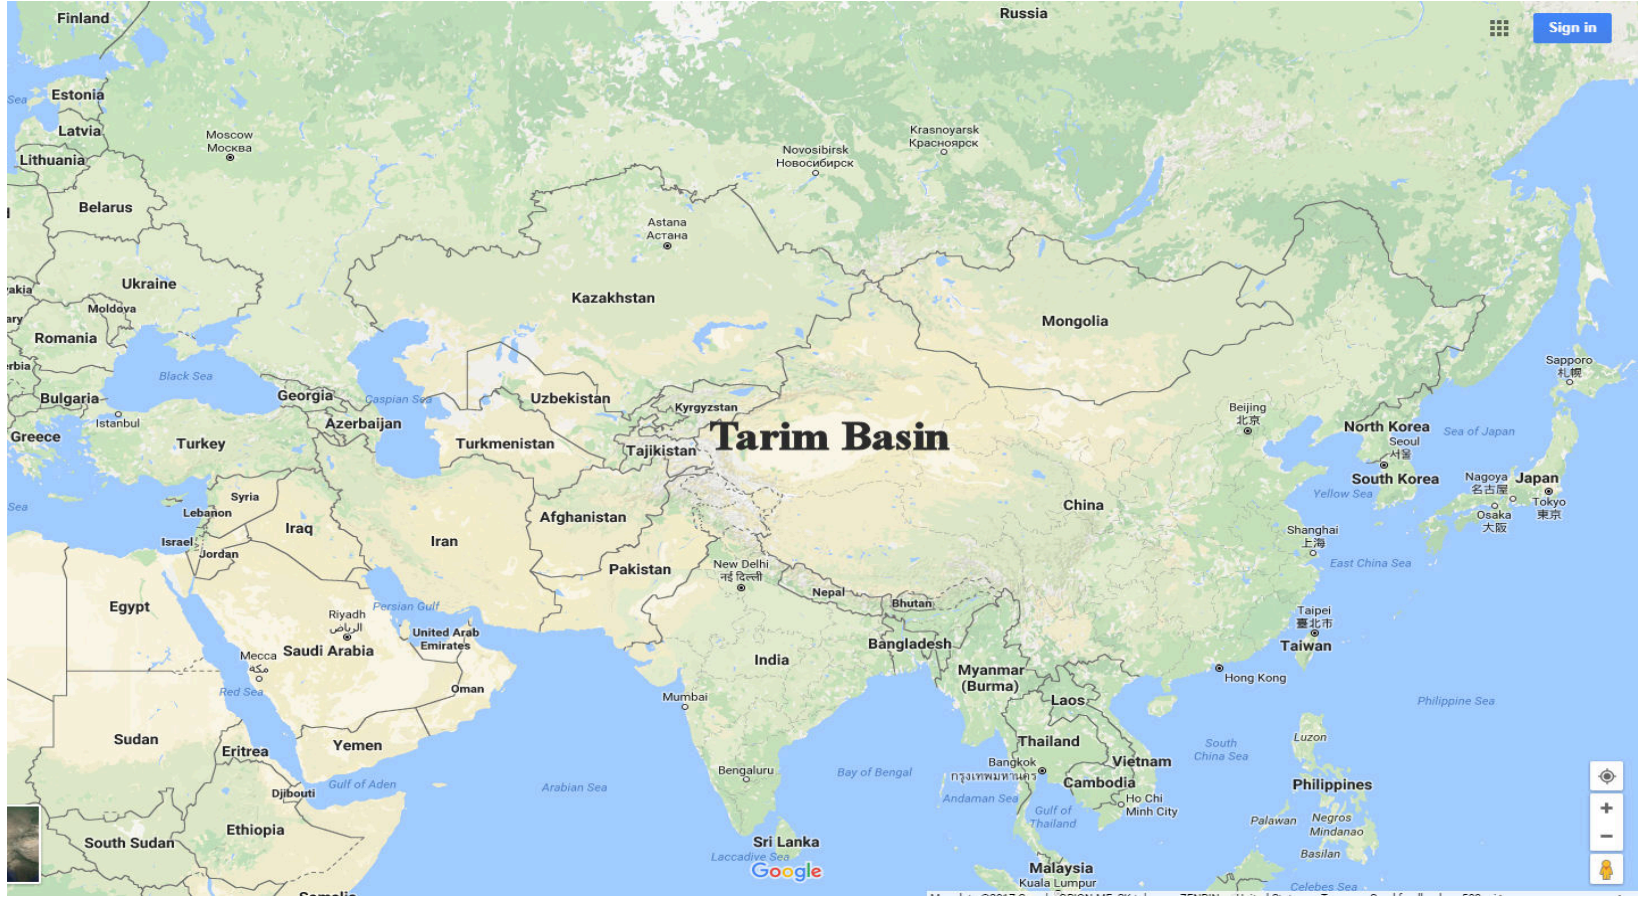 Finland
Russia
Sign in
Sea
Estonia
Latvia
Lithuania
Moscow
Москва
Krasnoyarsk
Красноярск
Novosibirsk
Новосибирск
Belarus
Astana
Астана
Ukraine
Kazakhstan
Moldova
Romania
Mongolia
Black Sea
Sapporo
札幌
Bulgaria
Georgia
Caspian Sea
Uzbekistan
Kyrgyzstan
Istanbul
Azerbaijan
Beijing
北京
North Korea
Sea of Japan
Greece
Turkey
Turkmenistan
Tajikistan
Tarim Basin
Seoul
서울
South Korea
Nagoya
名古屋
Japan
Tokyo
東京
Osaka
大阪
Yellow Sea
Syria
Lebanon
Sea
Iraq
Afghanistan
China
Israel
Jordan
Iran
Pakistan
New Delhi
नई दिल्ली
Shanghai
上海
East China Sea
Nepal
Bhutan
Egypt
Riyadh
الرياض
Persian Gulf
United Arab
Emirates
Saudi Arabia
Mecca
مكة
Red Sea
Oman
Bangladesh
India
Myanmar
(Burma)
Taipei
臺北市
Taiwan
Hong Kong
Mumbai
Laos
Philippine Sea
Sudan
Eritrea
Yemen
Thailand
South
China Sea
Luzon
Vietnam
Bangkok
กรุงเทพมหานคร
Bengaluru
Bay of Bengal
Cambodia
Gulf of Aden
Arabian Sea
Djibouti
Andaman Sea
Ho Chi
Minh City
Philippines
Gulf of
Thailand
Palawan
Negros
Mindanao
Ethiopia
South Sudan
Sri Lanka
Laccadive Sea
Basilan
Google
Malaysia
Kuala Lumpur
Celebes Sea